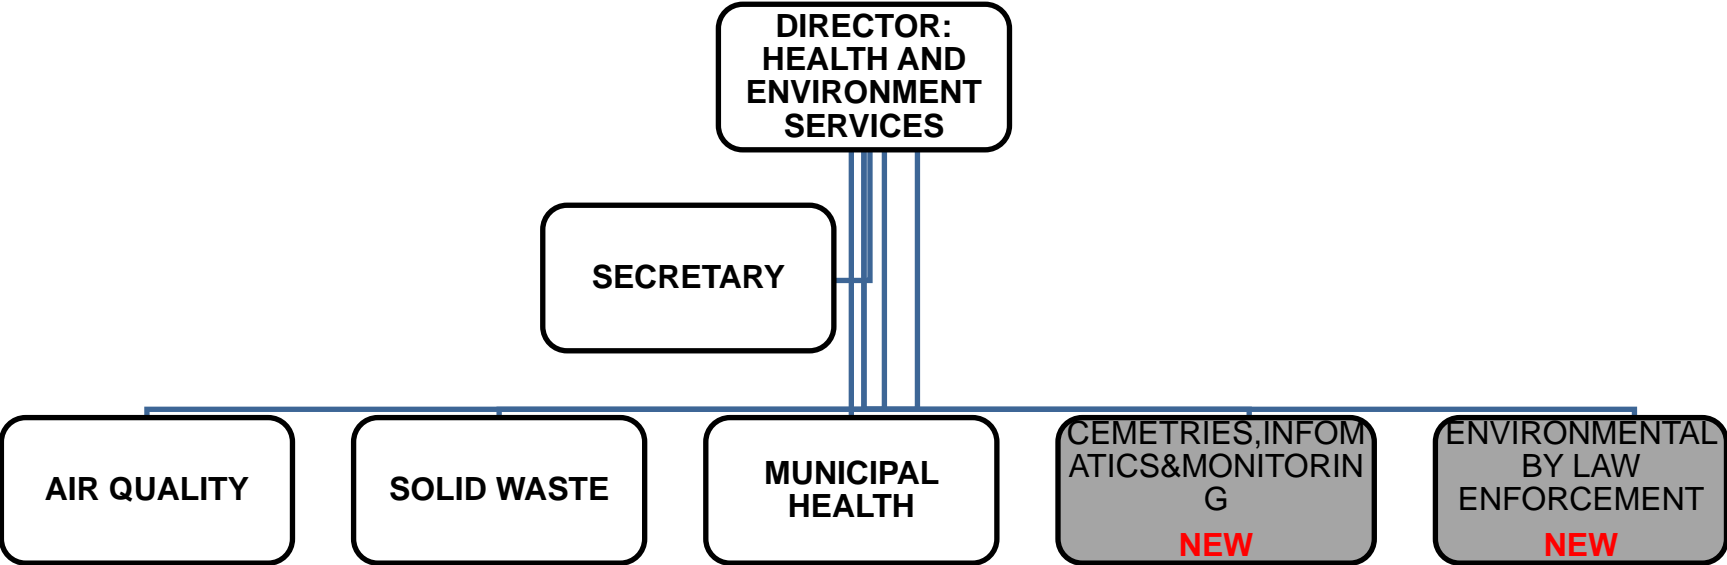 DIRECTOR:
HEALTH AND
ENVIRONMENT
SERVICES
SECRETARY
AIR QUALITY
SOLID WASTE
MUNICIPAL
HEALTH
CEMETRIES,INFOM
ATICS&MONITORIN
G
NEW
ENVIRONMENTAL
BY LAW
ENFORCEMENT
NEW